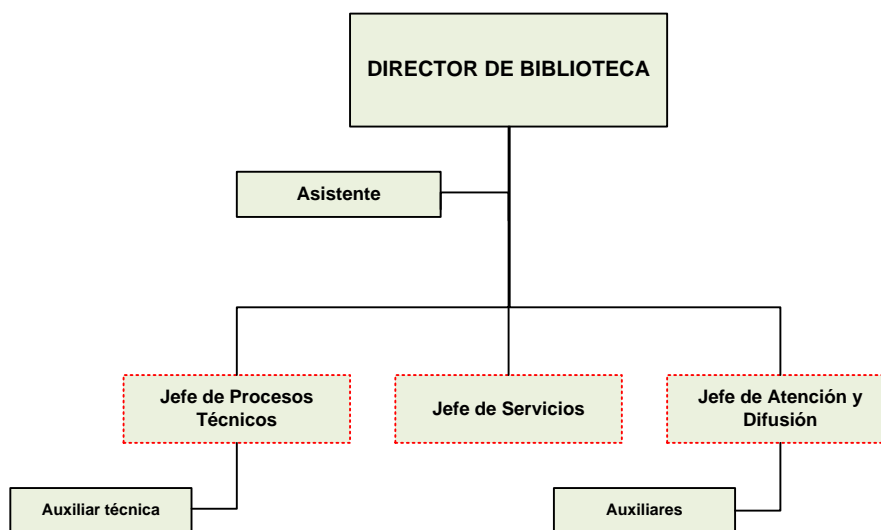 DIRECTOR DE BIBLIOTECA
Asistente
Jefe de Procesos
Técnicos
Jefe de Servicios
Jefe de Atención y
Difusión
Auxiliar técnica
Auxiliares